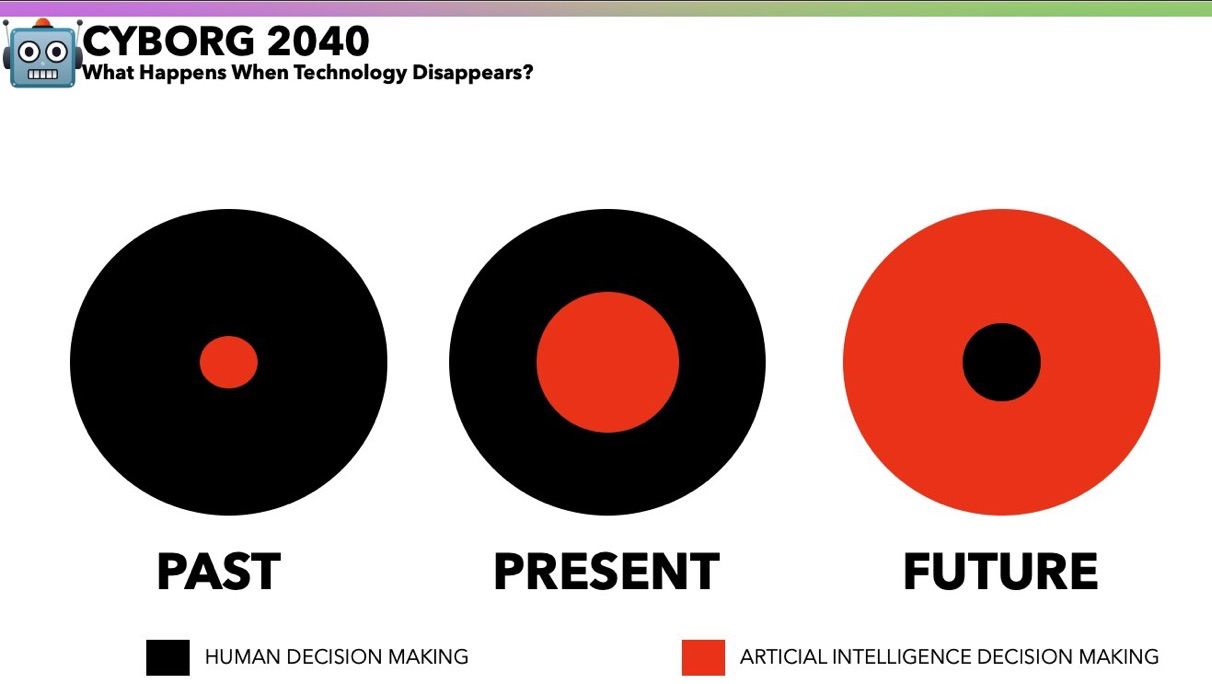 CYBORG 2040
What Happens When Technology Disappears?
PAST
PRESENT
FUTURE
HUMAN DECISION MAKING
ARTICIAL INTELLIGENCE DECISION MAKING